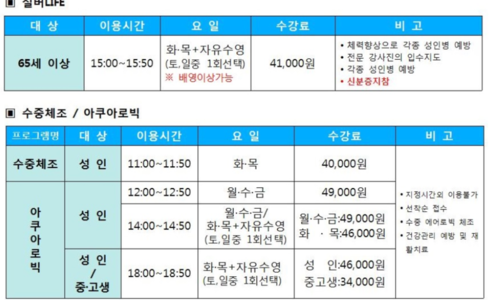 ▣ 실버LIFE
대 상 이용시간 요 일 수강료 비 고
65세 이상 15:00~15:50 화·목+자유수영 41,000원
(토,일중 1회선택)
※ 배영이상가능
• 체력향상으로 각종 성인병 예방
• 전문 강사진의 입수지도
• 각종 성인병 예방
• 신분증지참
▣ 수중체조 / 아쿠아로빅
프로그램명 대 상 이용시간 요 일 수강료 비 고
수중체조 성 인 11:00~11:50 화·목 40,000원
아쿠아로빅 성 인 12:00~12:50 월·수·금 49,000원
14:00~14:50 월·수·금/ 월·수·금:49,000원
화·목+자유수영 화 · 목:46,000원
(토.일중 1회선택)
성 인 / 중·고생 18:00~18:50 화·목+자유수영 성 인:46,000원
(토.일중 1회선택) 중고생:34,000원
• 지정시간외 이용불가
• 선착순 접수
• 수중 에어로빅 체조
• 건강관리 예방 및 재
활치료